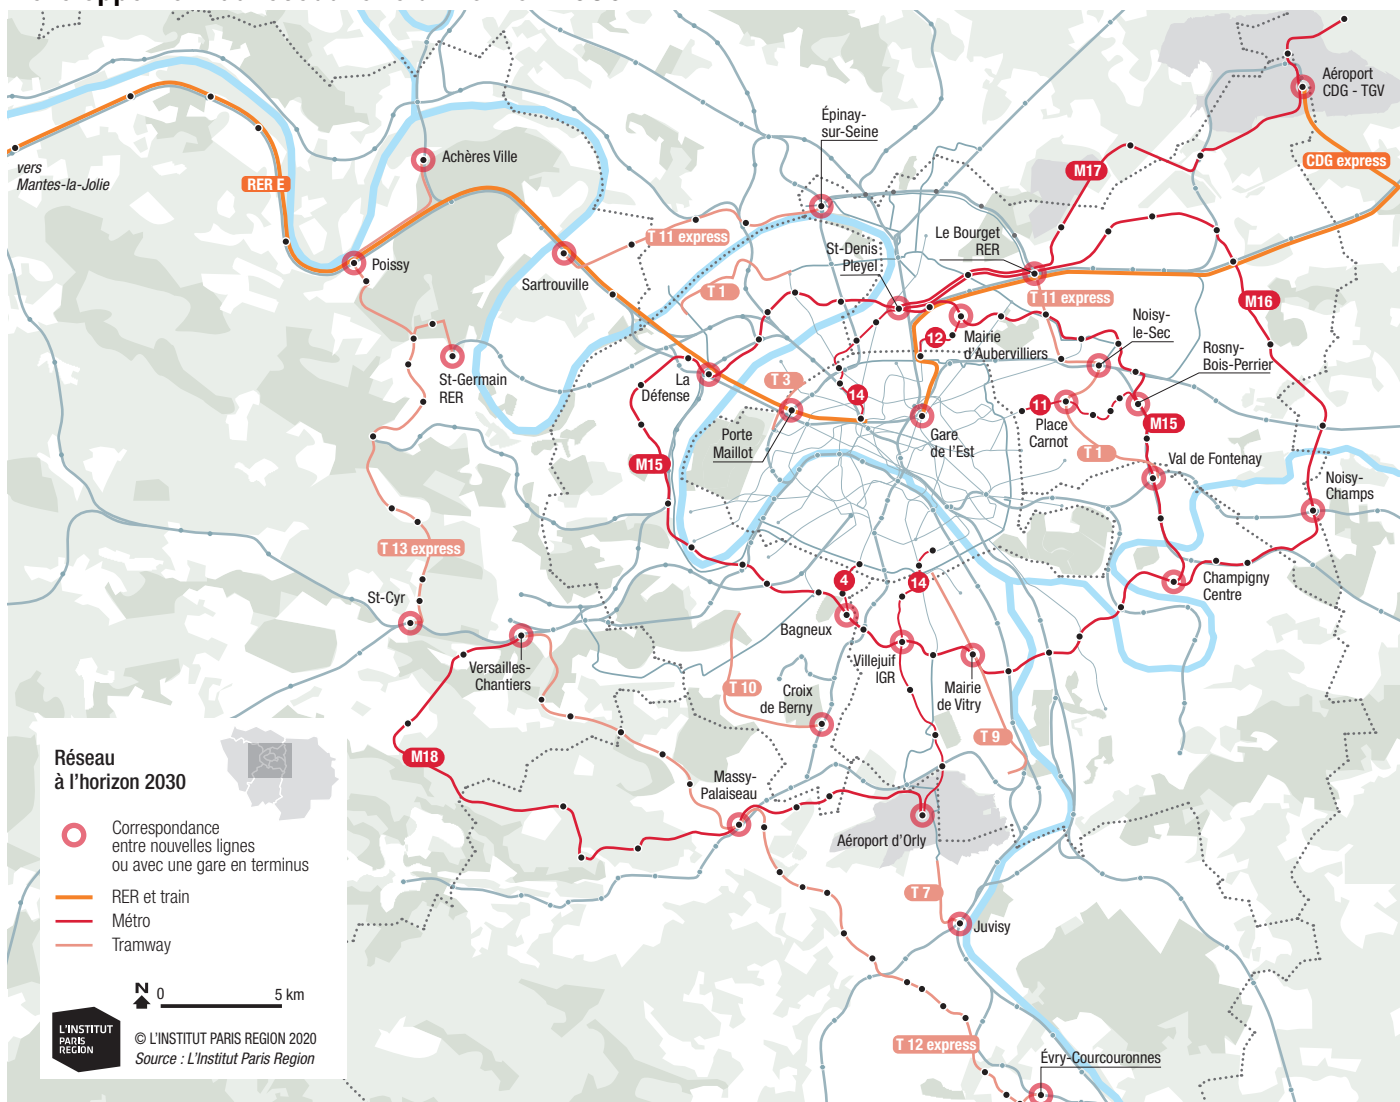 vers
Mantes-la-Jolie
RER E
Achères Ville
Poissy
Sartrouville
T 11 express
T 1
Épinay-
sur-Seine
St-Denis
Pleyel
Le Bourget
RER
M17
Aéroport
CDG - TGV
CDG express
T 11 express
M16
Noisy-
le-Sec
Rosny-
Bois-Perrier
12
Mairie
d'Aubervilliers
St-Germain
RER
La
Défense
T 3
14
Porte
Maillot
Gare
de l'Est
11
Place
Carnot
M15
T 1
Val de Fontenay
Noisy-
Champs
M15
T 13 express
St-Cyr
Versailles-
Chantiers
4
14
Bagneux
Champigny
Centre
Villejuif
IGR
Mairie
de Vitry
T 10
Croix
de Berny
T 9
M18
Massy-
Palaiseau
Aéroport d'Orly
T 7
Juvisy
T 12 express
Évry-Courcouronnes
Réseau
à l'horizon 2030
Correspondance
entre nouvelles lignes
ou avec une gare en terminus
RER et train
Métro
Tramway
N
0
5 km
L'INSTITUT
PARIS
REGION
© L'INSTITUT PARIS REGION 2020
Source : L'Institut Paris Region